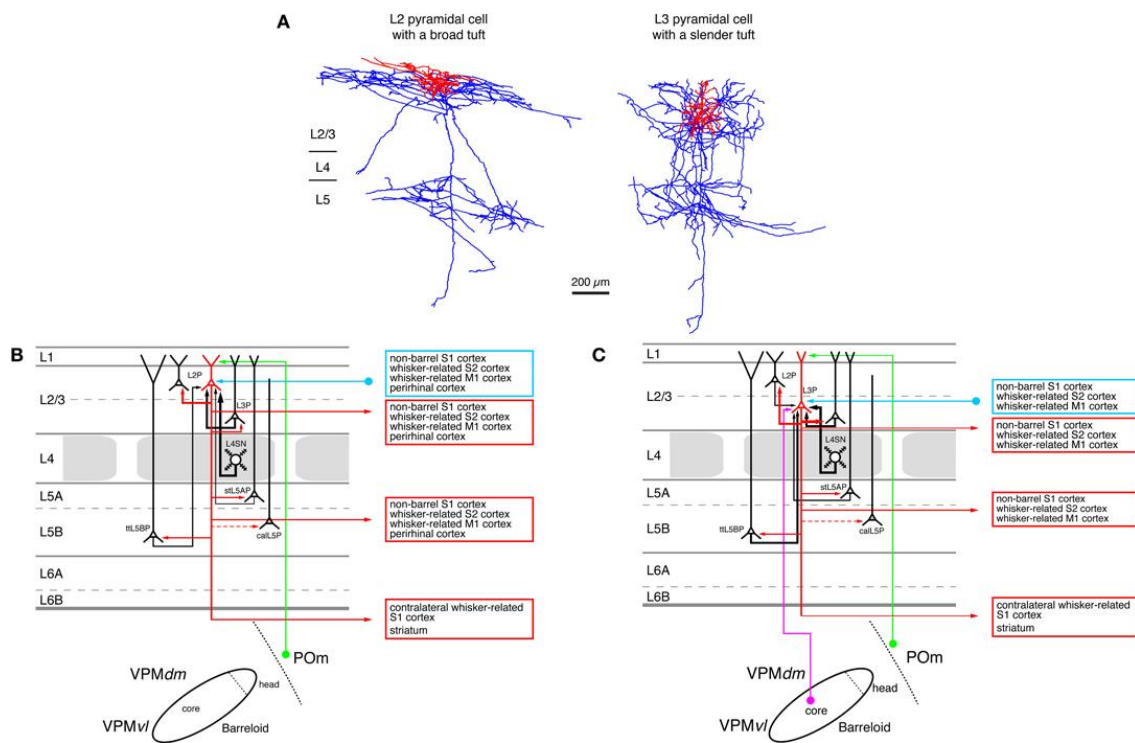 A
L2 pyramidal cell
with a broad tuft
L3 pyramidal cell
with a slender tuft
L2/3
L4
L5
200 µm
B
L1
L2/3
L4
L5A
L5B
L6A
L6B
L2P
L3P
L4SN
stL5AP
ttL5BP
calL5P
non-barrel S1 cortex
whisker-related S2 cortex
whisker-related M1 cortex
perirhinal cortex
non-barrel S1 cortex
whisker-related S2 cortex
whisker-related M1 cortex
perirhinal cortex
non-barrel S1 cortex
whisker-related S2 cortex
whisker-related M1 cortex
perirhinal cortex
contralateral whisker-related
S1 cortex
striatum
POm
VPMdm
head
core
VPMvl
Barreloid
C
L1
L2/3
L4
L5A
L5B
L6A
L6B
L2P
L3P
L4SN
stL5AP
ttL5BP
calL5P
non-barrel S1 cortex
whisker-related S2 cortex
whisker-related M1 cortex
non-barrel S1 cortex
whisker-related S2 cortex
whisker-related M1 cortex
non-barrel S1 cortex
whisker-related S2 cortex
whisker-related M1 cortex
contralateral whisker-related
S1 cortex
striatum
POm
VPMdm
head
core
VPMvl
Barreloid